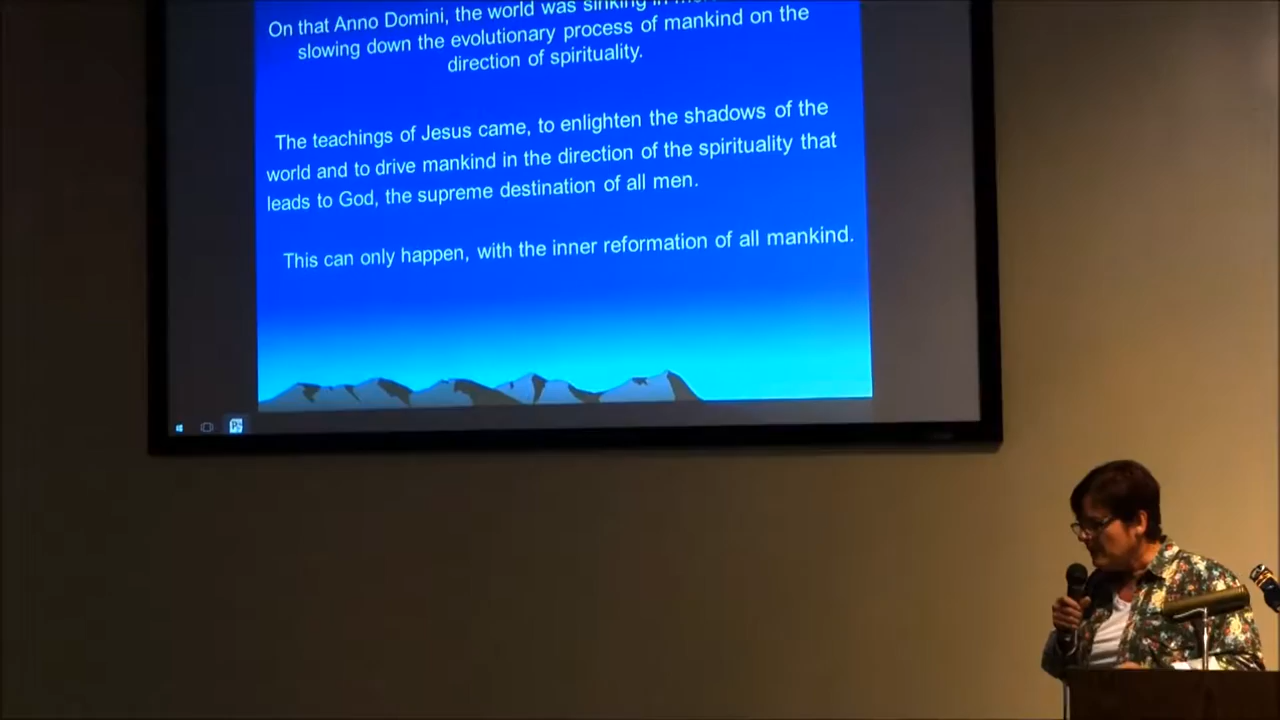 On that Anno Domini, the world was sinking in
slowing down the evolutionary process of mankind on the
direction of spirituality.
The teachings of Jesus came, to enlighten the shadows of the
world and to drive mankind in the direction of the spirituality that
leads to God, the supreme destination of all men.
This can only happen, with the inner reformation of all mankind.